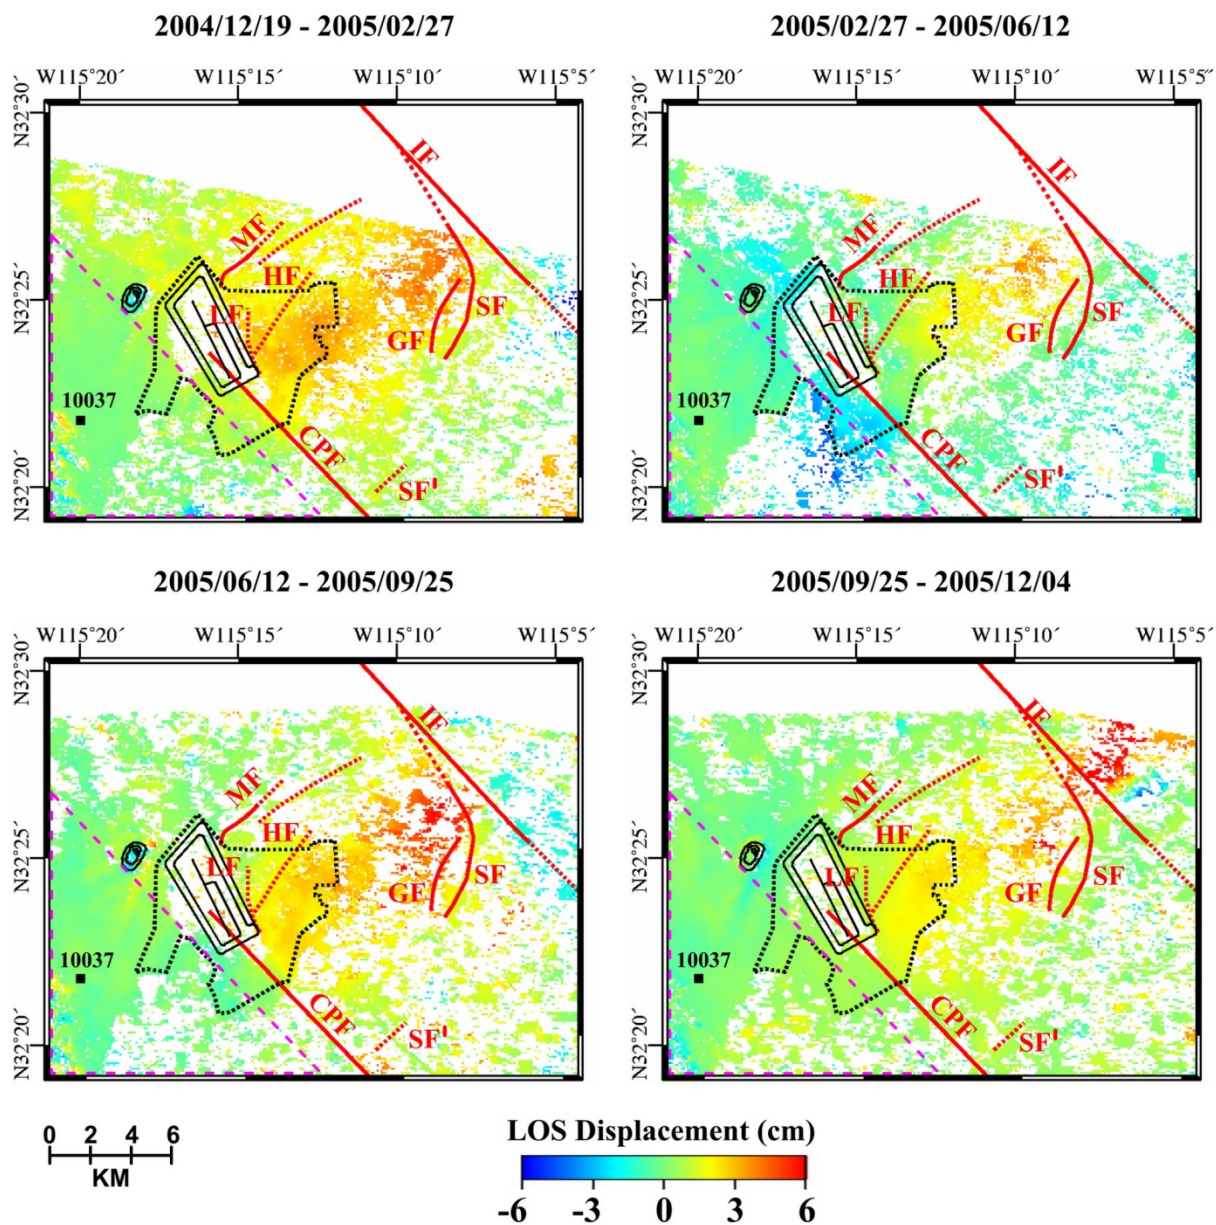 2004/12/19 - 2005/02/27
W115°20´ W115°15´ W115°10´ W115°5´
N32°30´
N32°25´
N32°20´
IF
MF
HF
LF
GF
SF
10037
CPF
SF'
2005/02/27 - 2005/06/12
W115°20´ W115°15´ W115°10´ W115°5´
N32°30´
N32°25´
N32°20´
IF
MF
HF
LF
GF
SF
10037
CPF
SF'
2005/06/12 - 2005/09/25
W115°20´ W115°15´ W115°10´ W115°5´
N32°30´
N32°25´
N32°20´
IF
MF
HF
LF
GF
SF
10037
CPF
SF'
2005/09/25 - 2005/12/04
W115°20´ W115°15´ W115°10´ W115°5´
N32°30´
N32°25´
N32°20´
IF
MF
HF
LF
GF
SF
10037
CPF
SF'
0 2 4 6
KM
LOS Displacement (cm)
-6 -3 0 3 6